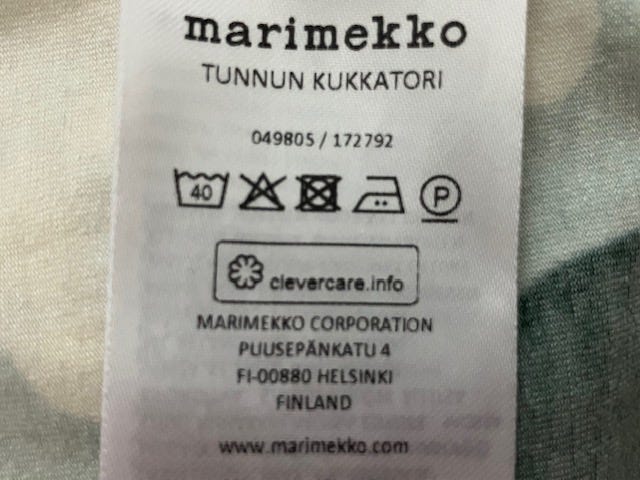 marimekko
TUNNUN KUKKATORI
049805 / 172792
40 P
clevercare.info
MARIMEKKO CORPORATION
PUUSEPÄNKATU 4
FI-00880 HELSINKI
FINLAND
www.marimekko.com